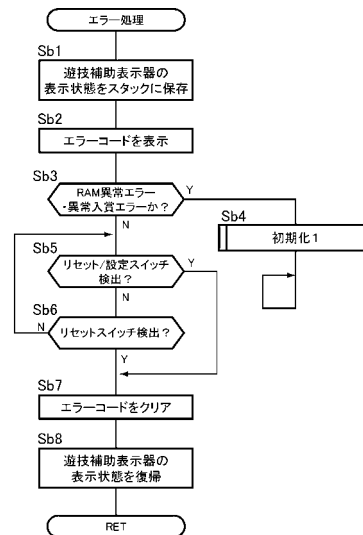 エラー処理
Sb1
遊技補助表示器の
表示状態をスタックに保存
Sb2
エラーコードを表示
Sb3
RAM異常エラー
・異常入賞エラーか？
Y
N
Sb4
初期化1
Sb5
リセット/設定スイッチ
検出？
Y
N
Sb6
N
リセットスイッチ検出？
Y
Sb7
エラーコードをクリア
Sb8
遊技補助表示器の
表示状態を復帰
RET